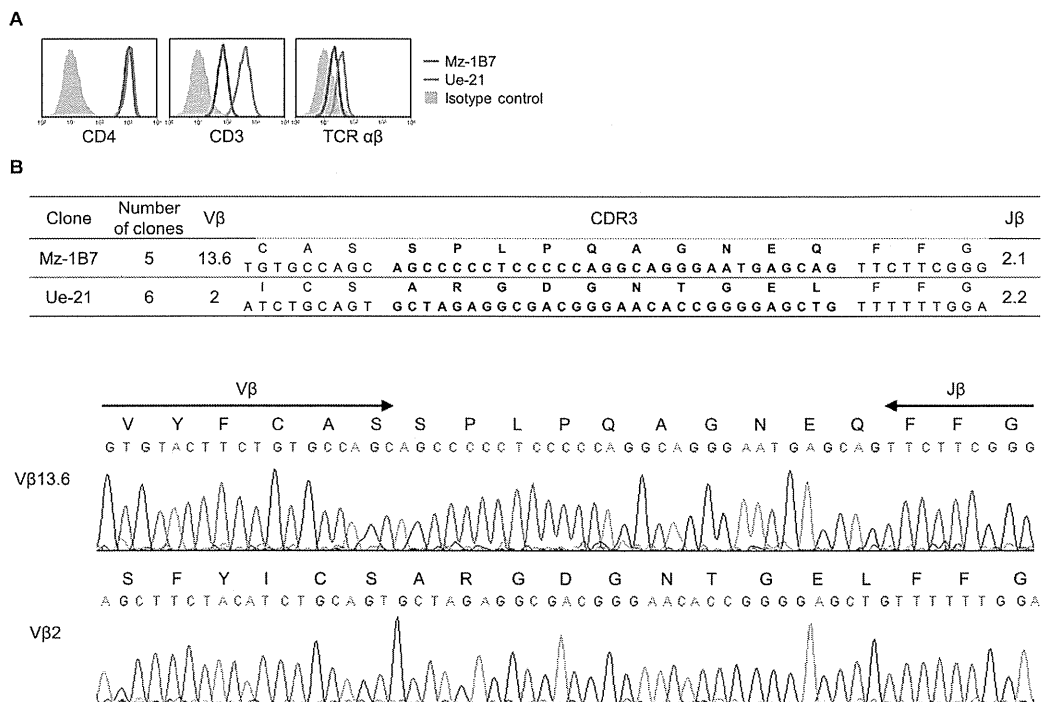 A
Mz-1B7
Ue-21
Isotype control
CD4
CD3
TCR αβ
B
Clone
Number of clones
Vβ
CDR3
Jβ
Mz-1B7
5
13.6
C A S S P L P Q A G N E Q F F G
TGTGCCAGC AGCCCCCTCCCCCAGGCAGGGAATGAGCAG TTCTTCGGG
2.1
Ue-21
6
2
I C S A R G D G N T G E L F F G
ATCTGCAGT GCTAGAGGCGACGGGAACACCGGGGAGCTG TTTTTTGGA
2.2
Vβ
Jβ
V Y F C A S S P L P Q A G N E Q F F G
GTGTACTTCTGTGCCAGCAGCCCCCTCCCCCAGGCAGGGAATGAGCAGTTCTTCGGG
Vβ13.6
S F Y I C S A R G D G N T G E L F F G
AGCTTCTACATCTGCAGTGCTAGAGGCGACGGGAACACCGGGGAGCTGTTTTTTGGA
Vβ2